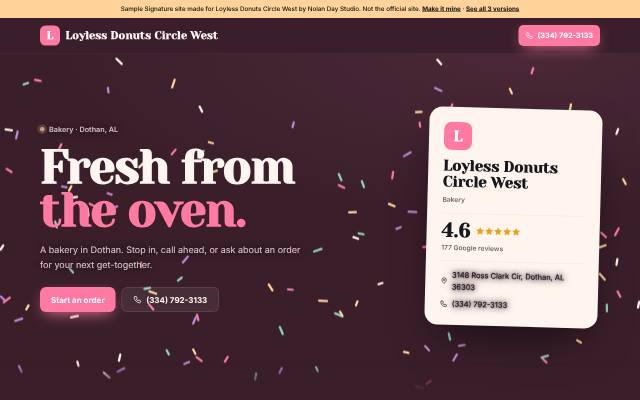 Sample Signature site made for Loyless Donuts Circle West by Nolan Day Studio. Not the official site. Make it mine · See all 3 versions
L Loyless Donuts Circle West
(334) 792-3133
Bakery · Dothan, AL
Fresh from
the oven.
A bakery in Dothan. Stop in, call ahead, or ask about an order
for your next get-together.
Start an order
(334) 792-3133
L
Loyless Donuts
Circle West
Bakery
4.6 ★★★★★
177 Google reviews
3148 Ross Clark Cir, Dothan, AL
36303
(334) 792-3133